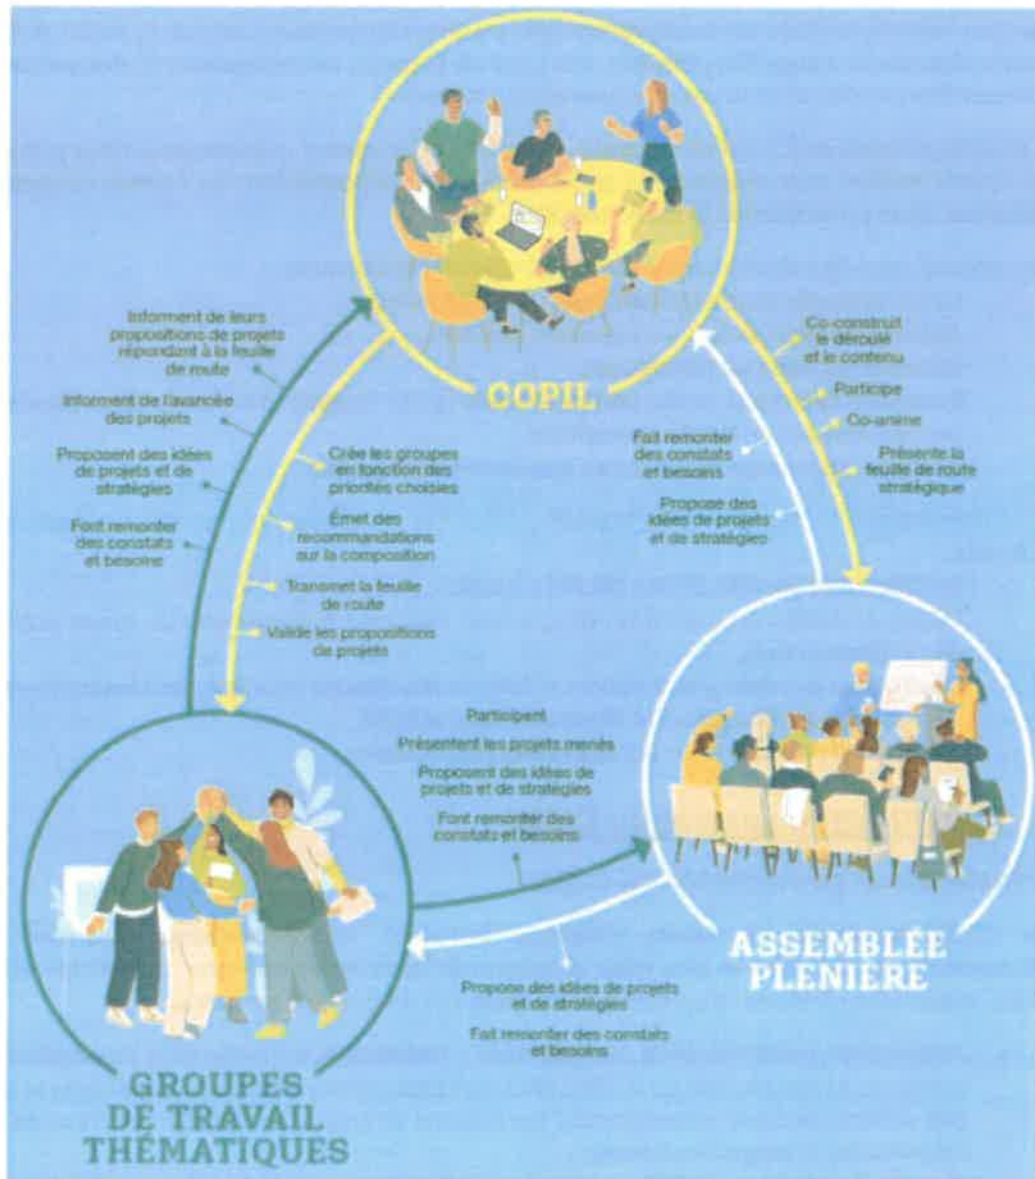 COPIL
Informent de leurs
propositions de projets
répondant à la feuille
de route
Informent de l'avancée
des projets
Proposent des idées
de projets et de
stratégies
Font remonter
des constats
et besoins
Crée les groupes
en fonction des
priorités choisies
Émet des
recommandations
sur la composition
Transmet la feuille
de route
Valide les propositions
de projets
Fait remonter
des constats
et besoins
Propose des
idées de projets
et de stratégies
Co-construit
le déroulé
et le contenu
Participe
Co-anime
Présente la
feuille de route
stratégique
Participent
Présentent les projets menés
Proposent des idées de
projets et de stratégies
Font remonter des
constats et besoins
ASSEMBLÉE
PLENIÈRE
Propose des idées de projets
et de stratégies
Fait remonter des constats
et besoins
GROUPES
DE TRAVAIL
THÉMATIQUES